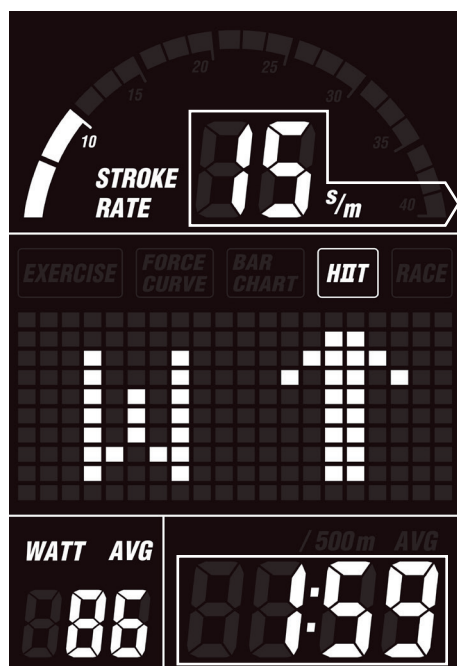 20 25
15 30
10 35
STROKE
RATE
15 s/m
40
EXERCISE FORCE CURVE BAR CHART HIIT RACE
W ↑
WATT AVG /500m AVG
86 1:59